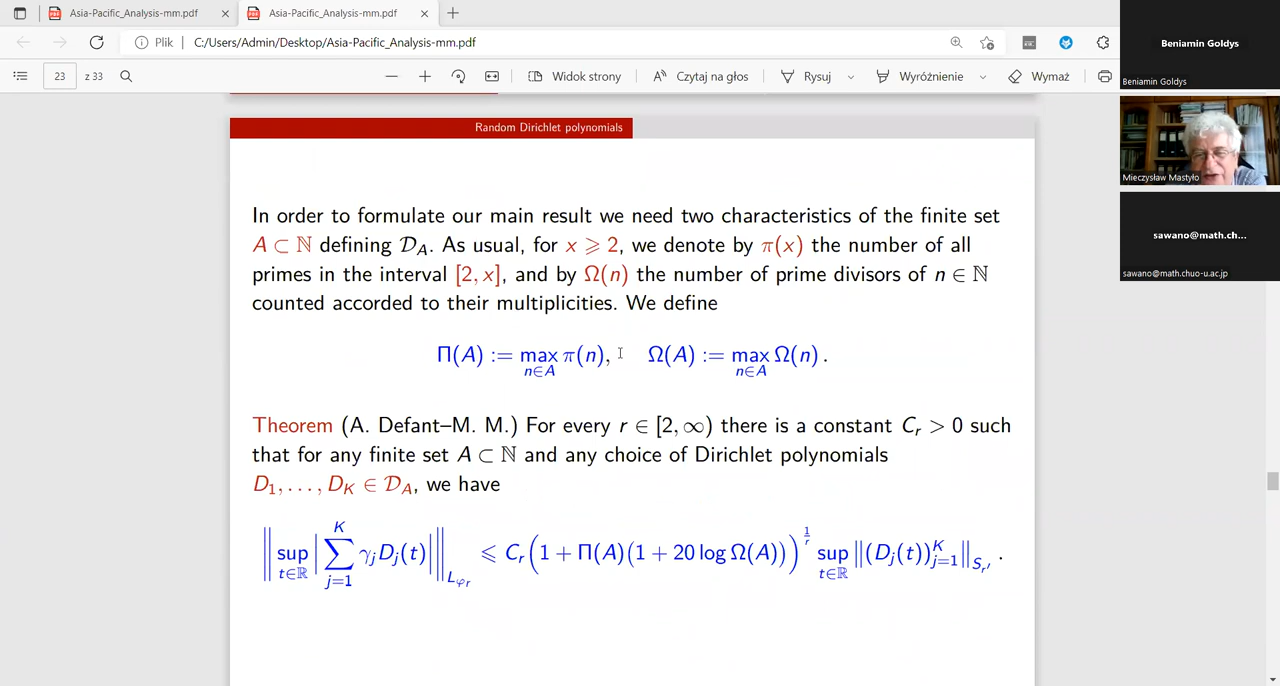 Asia-Pacific_Analysis-mm.pdf
Asia-Pacific_Analysis-mm.pdf
Plik C:/Users/Admin/Desktop/Asia-Pacific_Analysis-mm.pdf
23 z 33 Widok strony Czytaj na głos Rysuj Wyróżnienie Wymaż
Beniamin Goldys
Beniamin Goldys
Mieczysław Mastyło
sawano@math.ch...
sawano@math.chuo-u.ac.jp
Random Dirichlet polynomials
In order to formulate our main result we need two characteristics of the finite set
A ⊂ ℕ defining 𝒟_A. As usual, for x ⩾ 2, we denote by π(x) the number of all
primes in the interval [2, x], and by Ω(n) the number of prime divisors of n ∈ ℕ
counted accorded to their multiplicities. We define
Π(A) := max_{n∈A} π(n), Ω(A) := max_{n∈A} Ω(n) .
Theorem (A. Defant–M. M.) For every r ∈ [2, ∞) there is a constant C_r > 0 such
that for any finite set A ⊂ ℕ and any choice of Dirichlet polynomials
D_1, . . . , D_K ∈ 𝒟_A, we have
‖ sup_{t∈ℝ} | ∑_{j=1}^{K} γ_j D_j(t) | ‖_{L_{φ_r}} ⩽ C_r (1 + Π(A)(1 + 20 log Ω(A)))^{1/r} sup_{t∈ℝ} ‖(D_j(t))_{j=1}^{K}‖_{S_{r′}} .